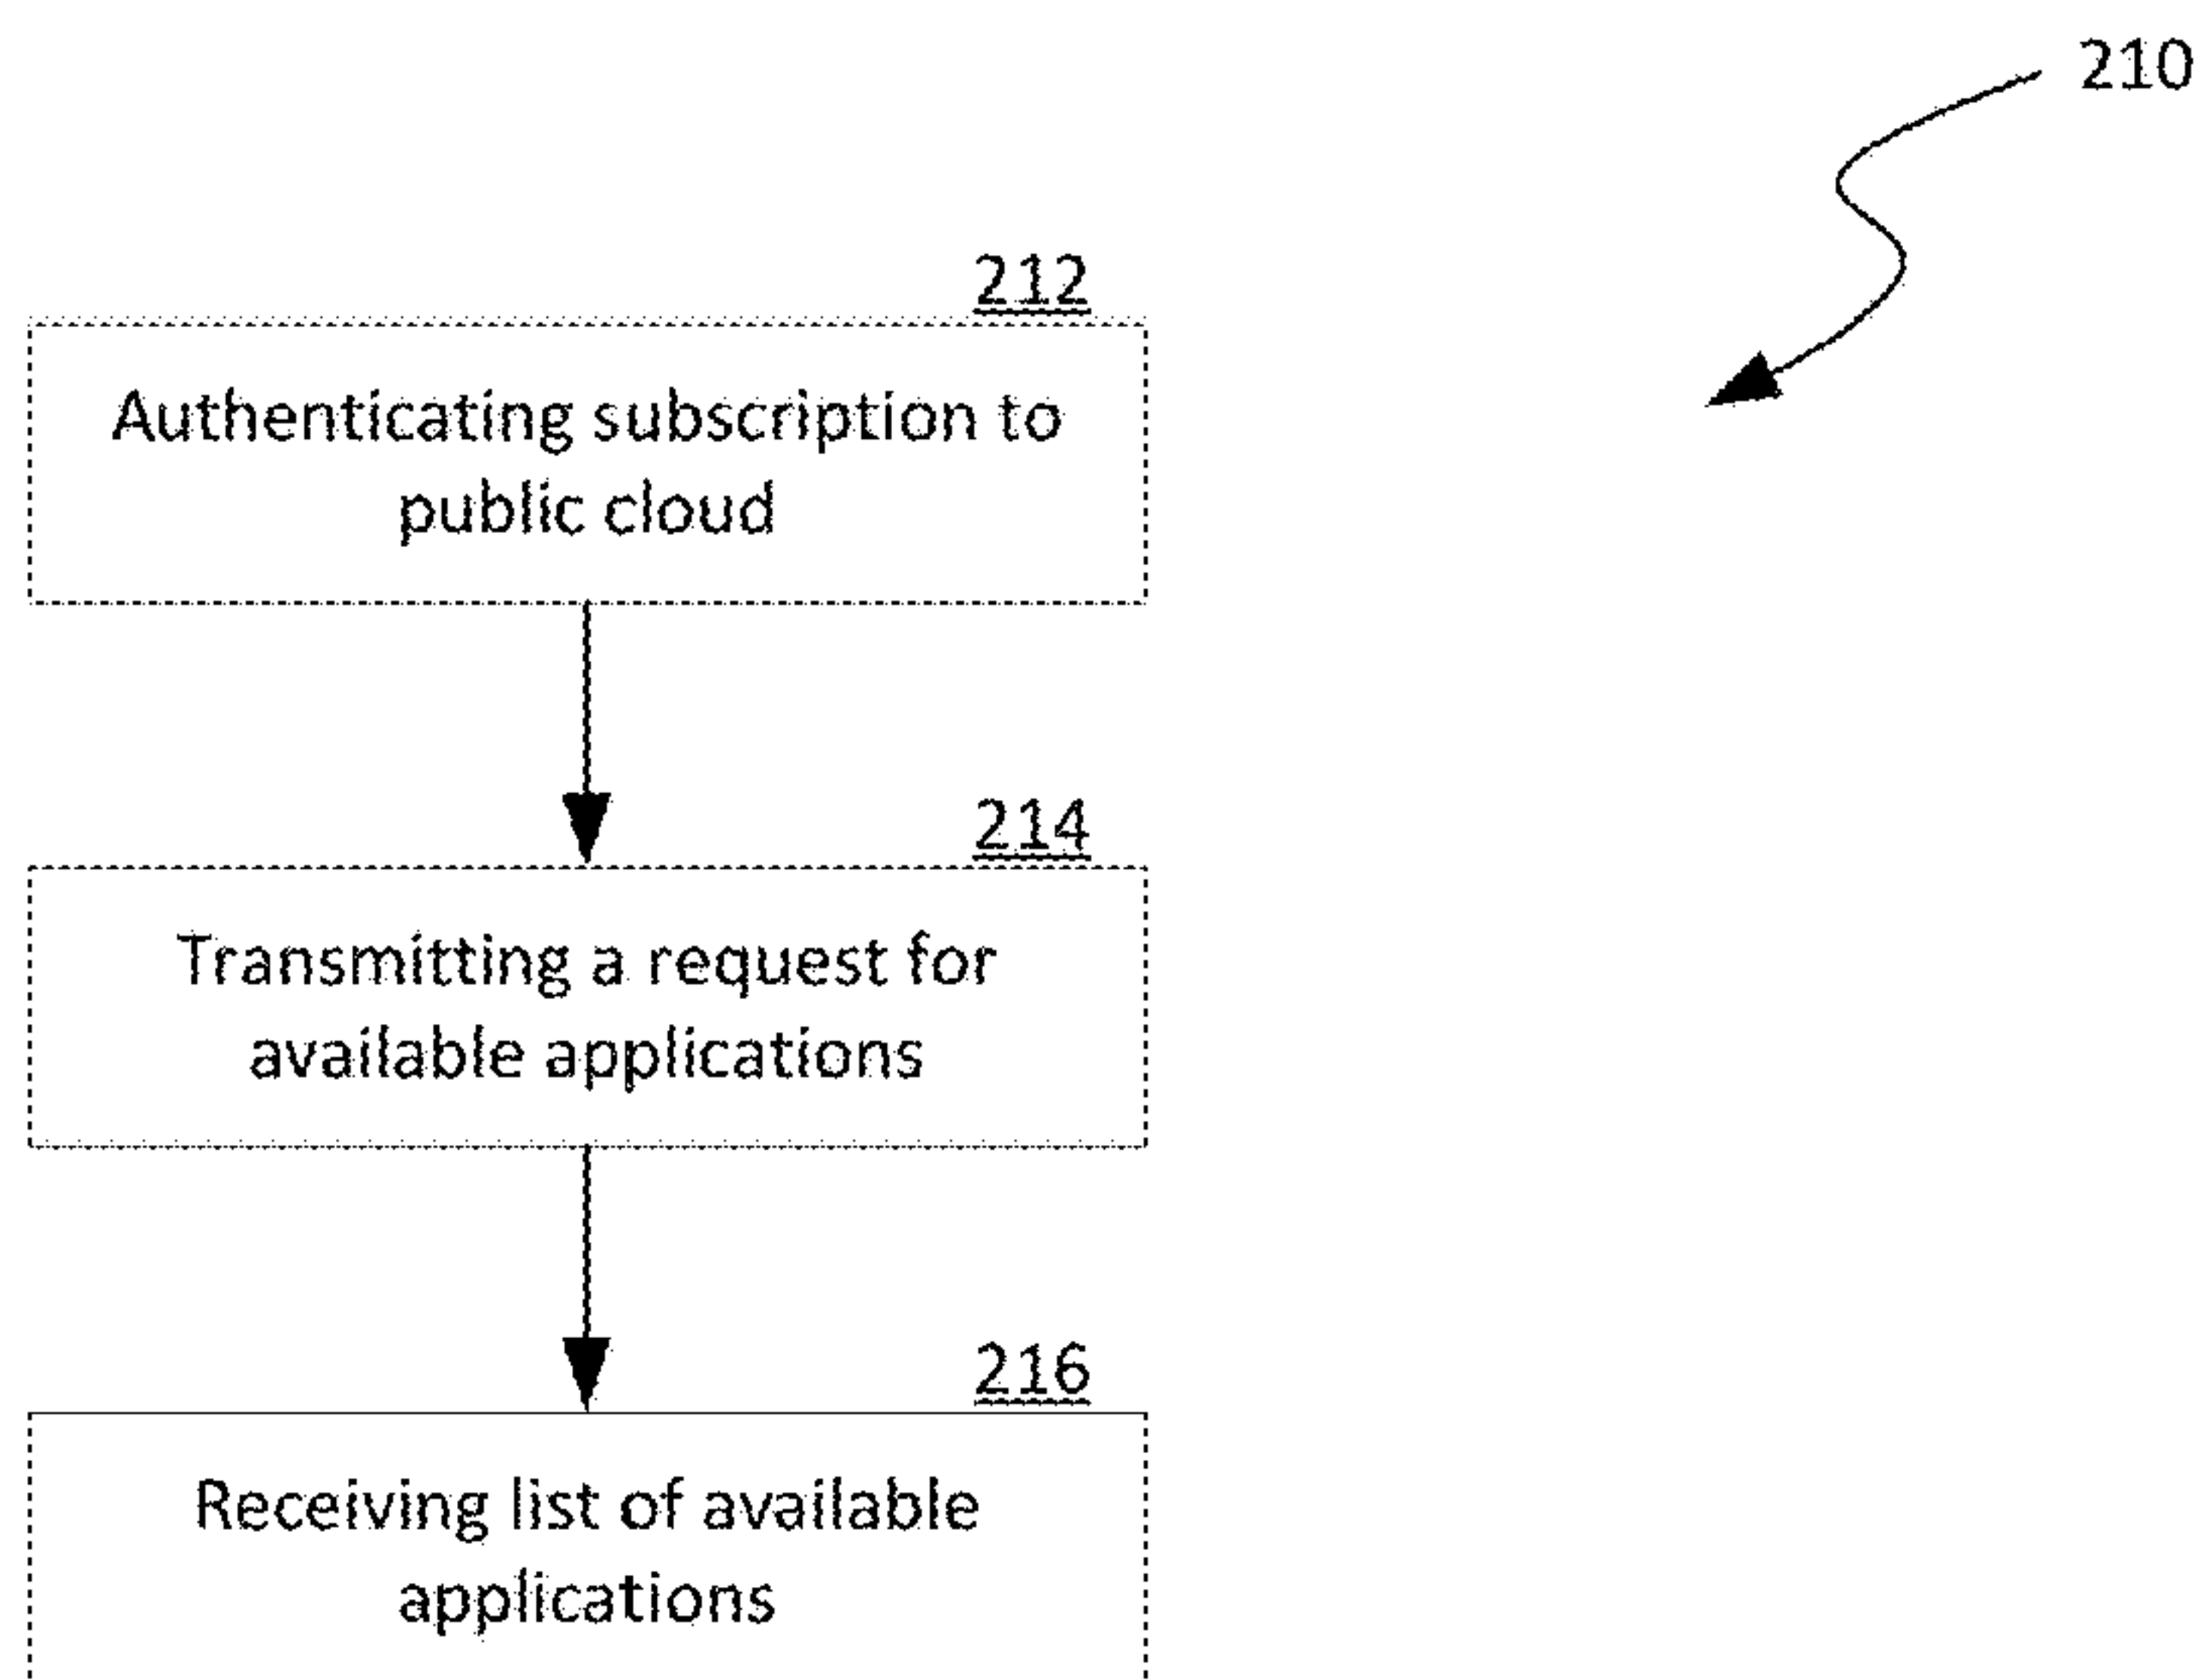 210
212
Authenticating subscription to
public cloud
214
Transmitting a request for
available applications
216
Receiving list of available
applications